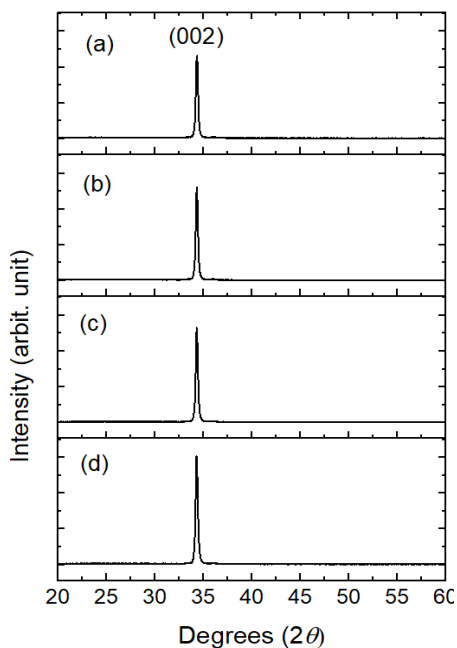 (002)
(a)
(b)
(c)
(d)
Intensity (arbit. unit)
20 25 30 35 40 45 50 55 60
Degrees (2θ)